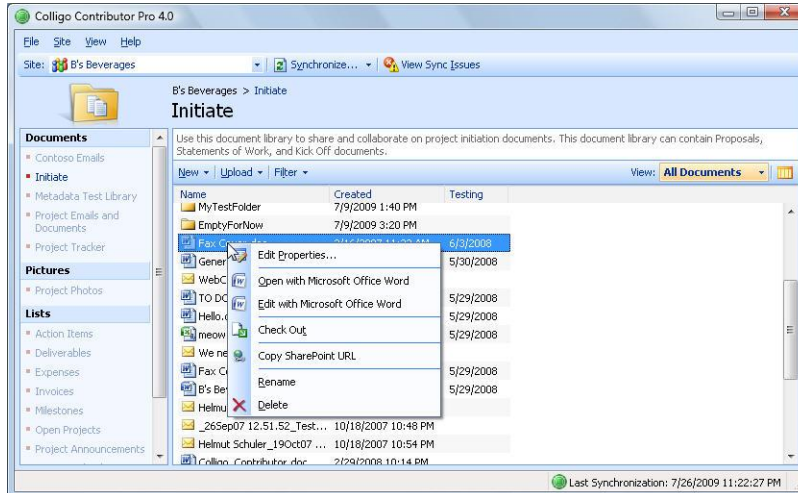 Colligo Contributor Pro 4.0
File Site View Help
Site: B's Beverages Synchronize... View Sync Issues
B's Beverages > Initiate
Initiate
Documents
Contoso Emails
Initiate
Metadata Test Library
Project Emails and
Documents
Project Tracker
Pictures
Project Photos
Lists
Action Items
Deliverables
Expenses
Invoices
Milestones
Open Projects
Project Announcements
Use this document library to share and collaborate on project initiation documents. This document library can contain Proposals,
Statements of Work, and Kick Off documents.
New Upload Filter View: All Documents
Name Created Testing
MyTestFolder 7/9/2009 1:40 PM
EmptyForNow 7/9/2009 3:20 PM
6/3/2008
Gener 5/30/2008
WebC
TO DO 5/29/2008
Hello. 5/29/2008
meow 5/29/2008
We ne
Fax C 5/29/2008
B's Be 5/29/2008
Helmu
_26Sep07 12.51.52_Test... 10/18/2007 10:48 PM
Helmut Schuler_19Oct07 ... 10/18/2007 10:54 PM
Colligo Contributor.doc 2/29/2008 10:14 PM
Edit Properties...
Open with Microsoft Office Word
Edit with Microsoft Office Word
Check Out
Copy SharePoint URL
Rename
Delete
Last Synchronization: 7/26/2009 11:22:27 PM